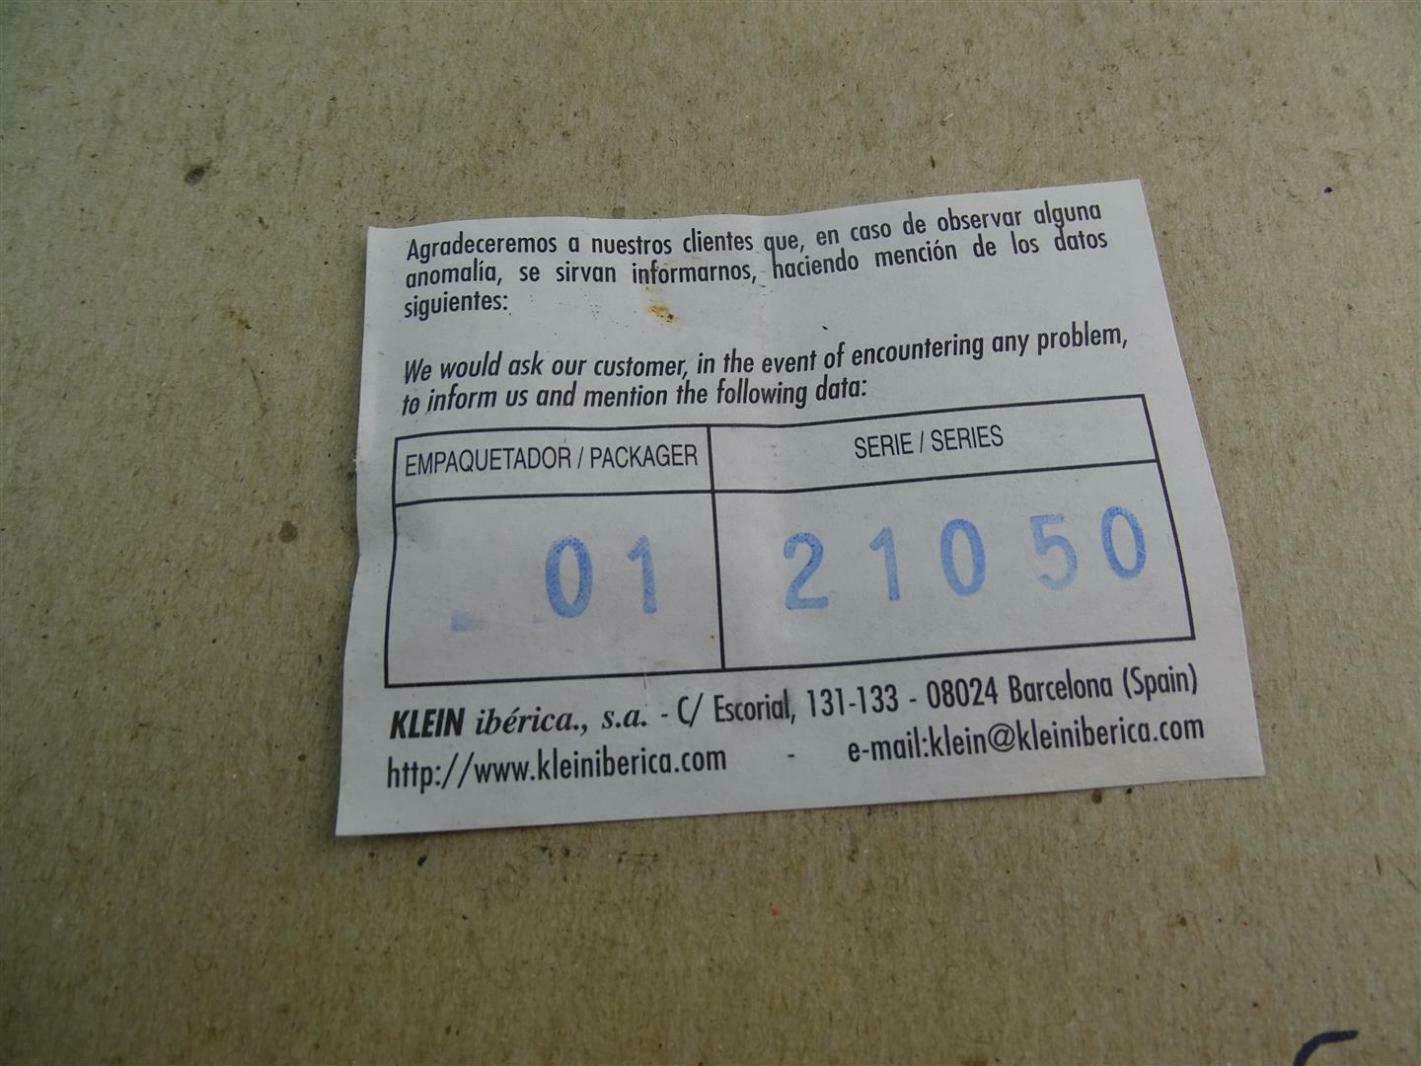 Agradeceremos a nuestros clientes que, en caso de observar alguna
anomalía, se sirvan informarnos, haciendo mención de los datos
siguientes:
We would ask our customer, in the event of encountering any problem,
to inform us and mention the following data:
EMPAQUETADOR / PACKAGER SERIE / SERIES
01 21050
KLEIN ibérica., s.a. - C/ Escorial, 131-133 - 08024 Barcelona (Spain)
http://www.kleiniberica.com - e-mail:klein@kleiniberica.com